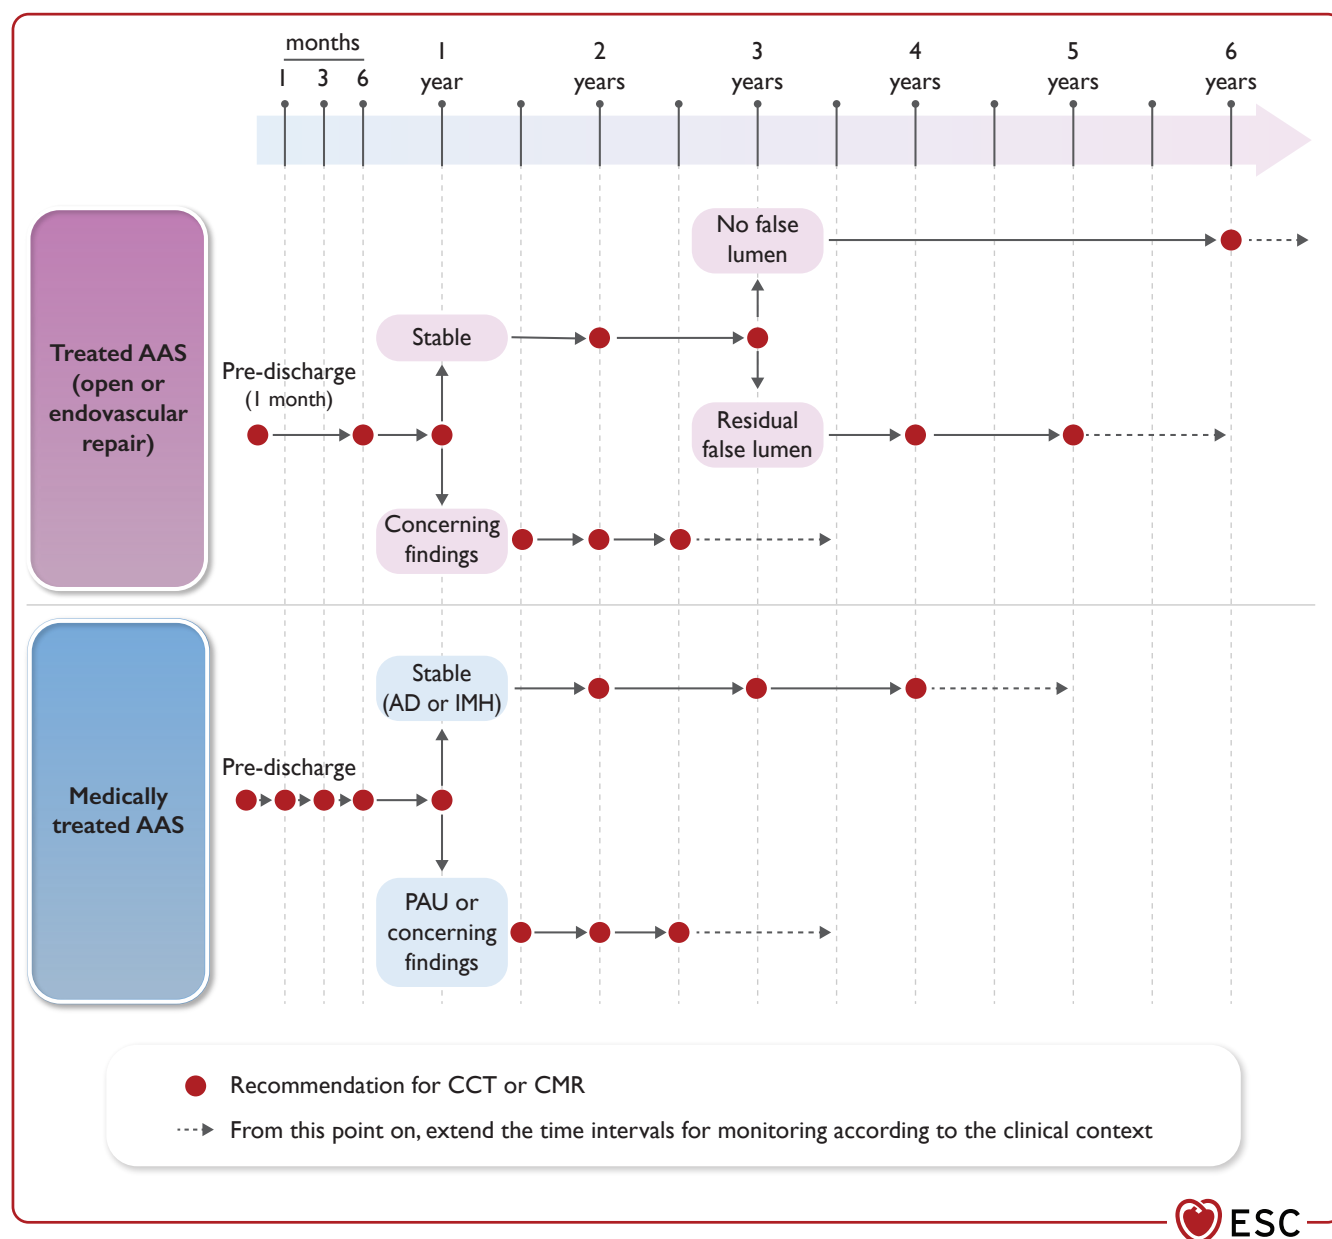 months
1 3 6
1 year
2 years
3 years
4 years
5 years
6 years
Treated AAS
(open or
endovascular
repair)
Pre-discharge
(1 month)
Stable
Concerning
findings
No false
lumen
Residual
false lumen
Medically
treated AAS
Pre-discharge
Stable
(AD or IMH)
PAU or
concerning
findings
Recommendation for CCT or CMR
From this point on, extend the time intervals for monitoring according to the clinical context
ESC